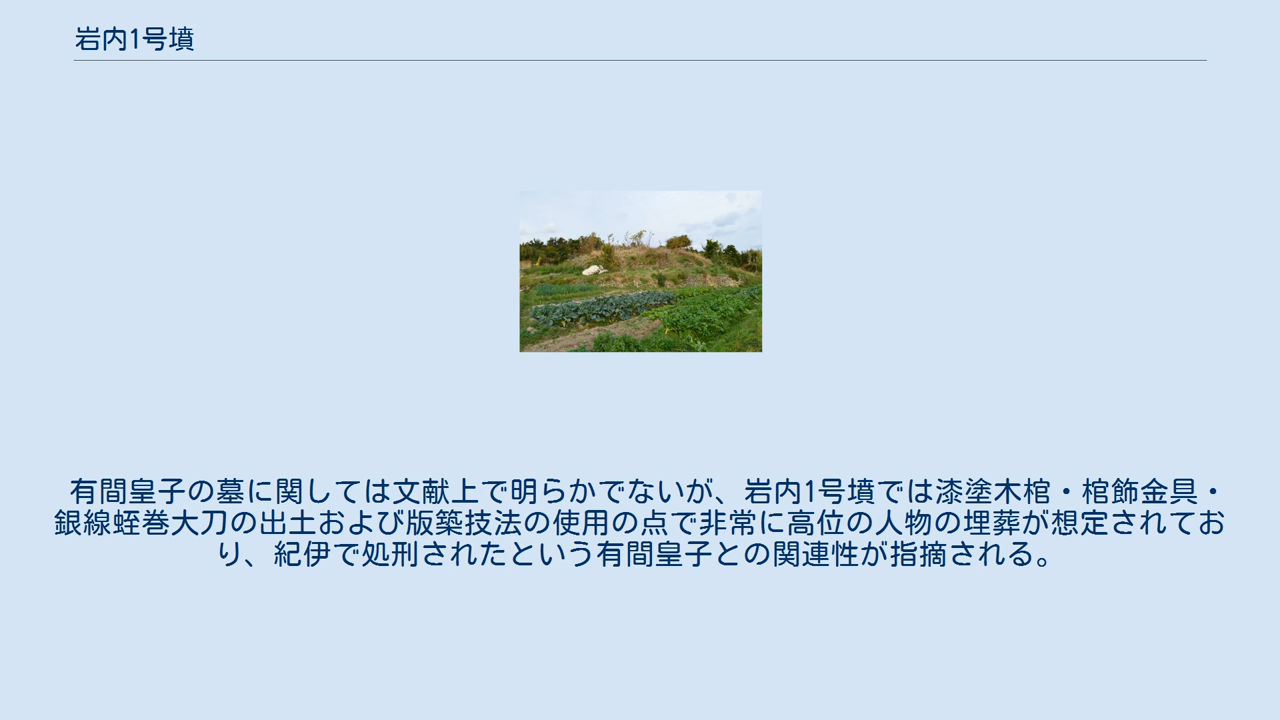 岩内1号墳
有間皇子の墓に関しては文献上で明らかでないが、岩内1号墳では漆塗木棺・棺飾金具・
銀線蛭巻大刀の出土および版築技法の使用の点で非常に高位の人物の埋葬が想定されてお
り、紀伊で処刑されたという有間皇子との関連性が指摘される。